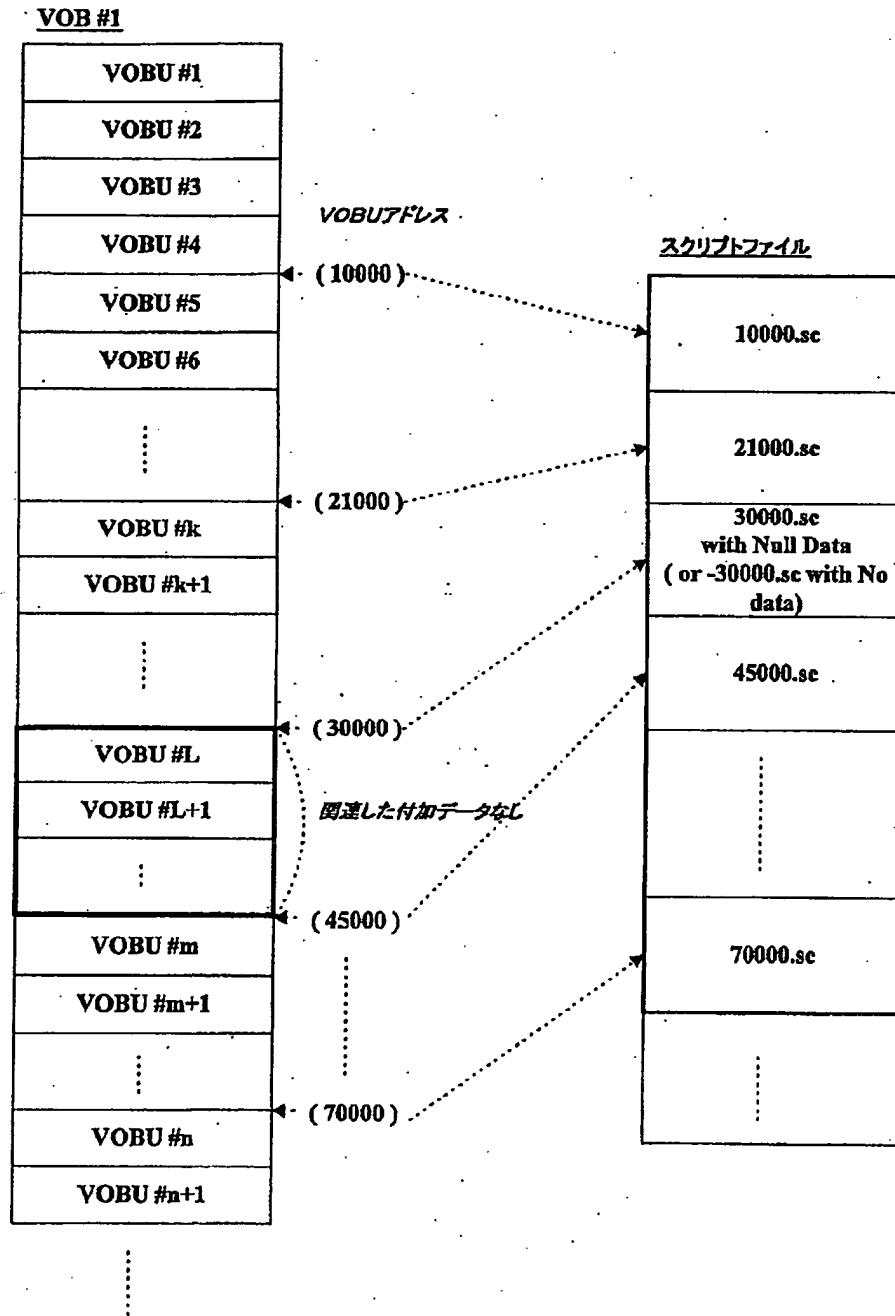 VOB #1
VOBU #1
VOBU #2
VOBU #3
VOBU #4
VOBU #5
VOBU #6
VOBU #k
VOBU #k+1
VOBU #L
VOBU #L+1
VOBU #m
VOBU #m+1
VOBU #n
VOBU #n+1
VOBUアドレス
( 10000 )
( 21000 )
( 30000 )
関連した付加データなし
( 45000 )
( 70000 )
スクリプトファイル
10000.sc
21000.sc
30000.sc
with Null Data
( or -30000.sc with No
data)
45000.sc
70000.sc